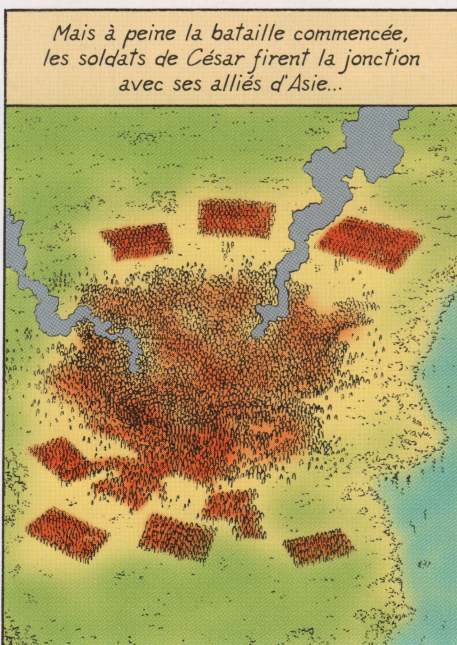 Mais à peine la bataille commencée,
les soldats de César firent la jonction
avec ses alliés d'Asie...